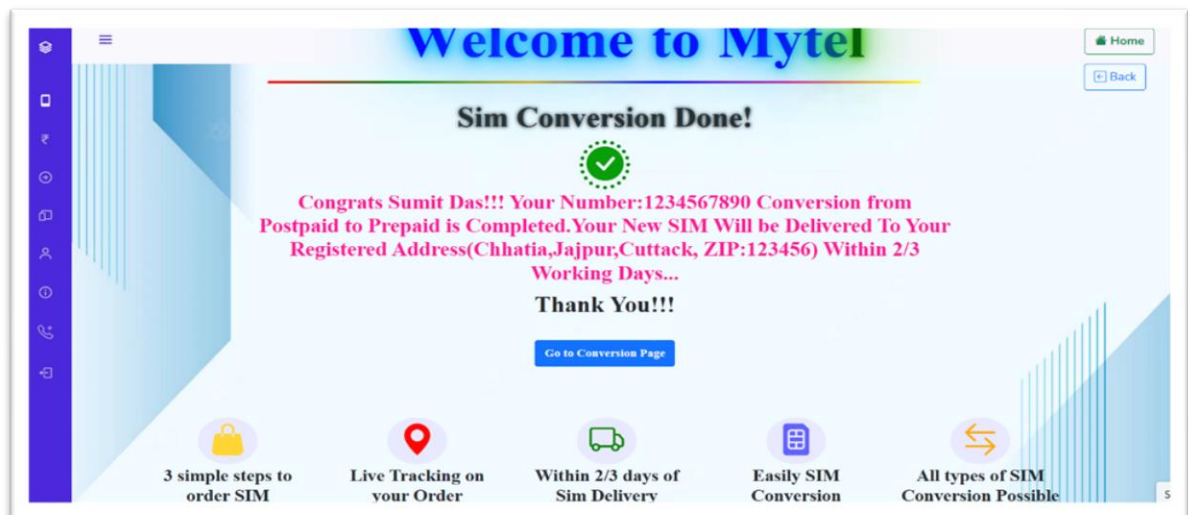 Welcome to Mytel
Home
Back
Sim Conversion Done!
Congrats Sumit Das!!! Your Number:1234567890 Conversion from
Postpaid to Prepaid is Completed.Your New SIM Will be Delivered To Your
Registered Address(Chhatia,Jajpur,Cuttack, ZIP:123456) Within 2/3
Working Days...
Thank You!!!
Go to Conversion Page
3 simple steps to
order SIM
Live Tracking on
your Order
Within 2/3 days of
Sim Delivery
Easily SIM
Conversion
All types of SIM
Conversion Possible
S